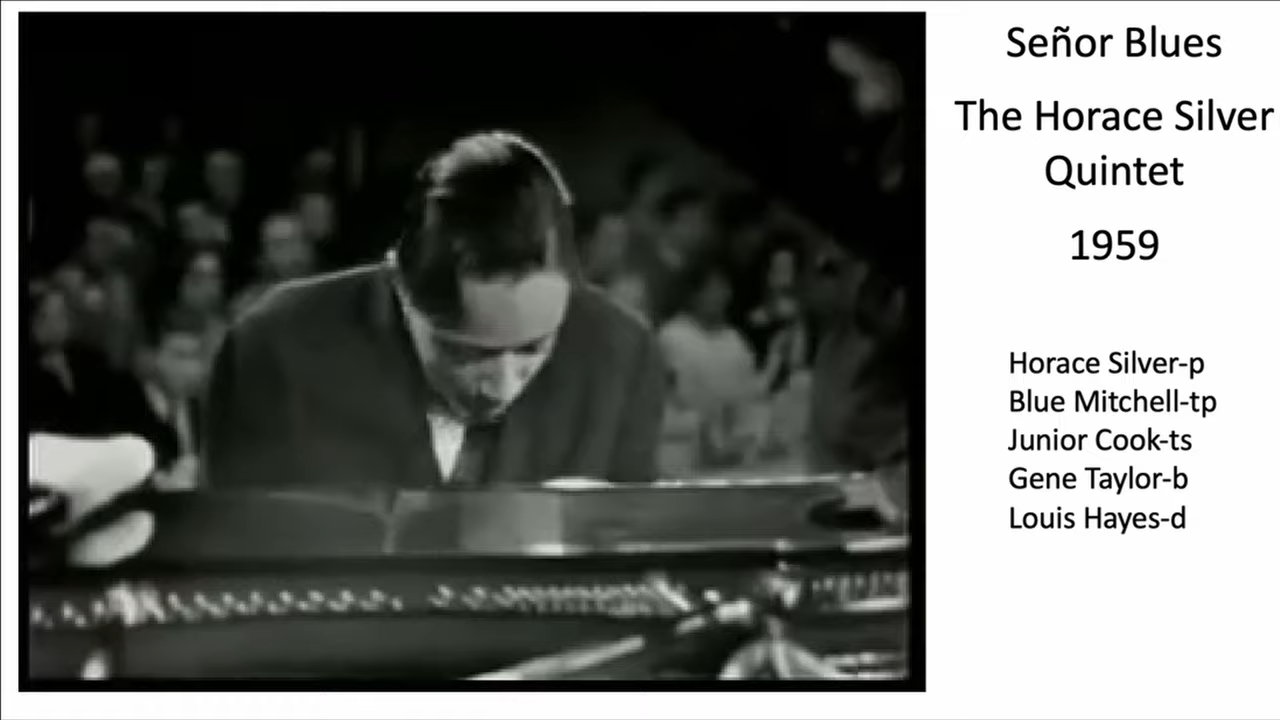 Señor Blues
The Horace Silver
Quintet
1959
Horace Silver-p
Blue Mitchell-tp
Junior Cook-ts
Gene Taylor-b
Louis Hayes-d